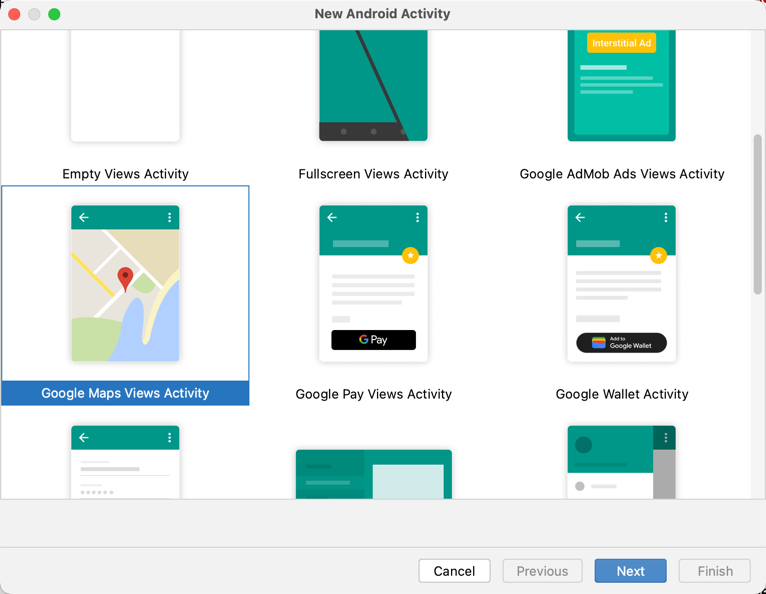 New Android Activity
Interstitial Ad
Empty Views Activity
Fullscreen Views Activity
Google AdMob Ads Views Activity
G Pay
Add to
Google Wallet
Google Maps Views Activity
Google Pay Views Activity
Google Wallet Activity
Cancel
Previous
Next
Finish